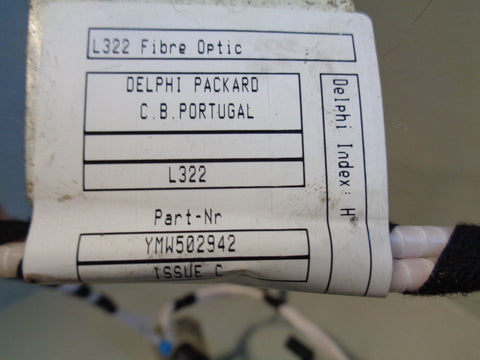 L322 Fibre Optic
DELPHI PACKARD
C.B.PORTUGAL
L322
Part-Nr
YMW502942
ISSUE C
Delphi Index: H